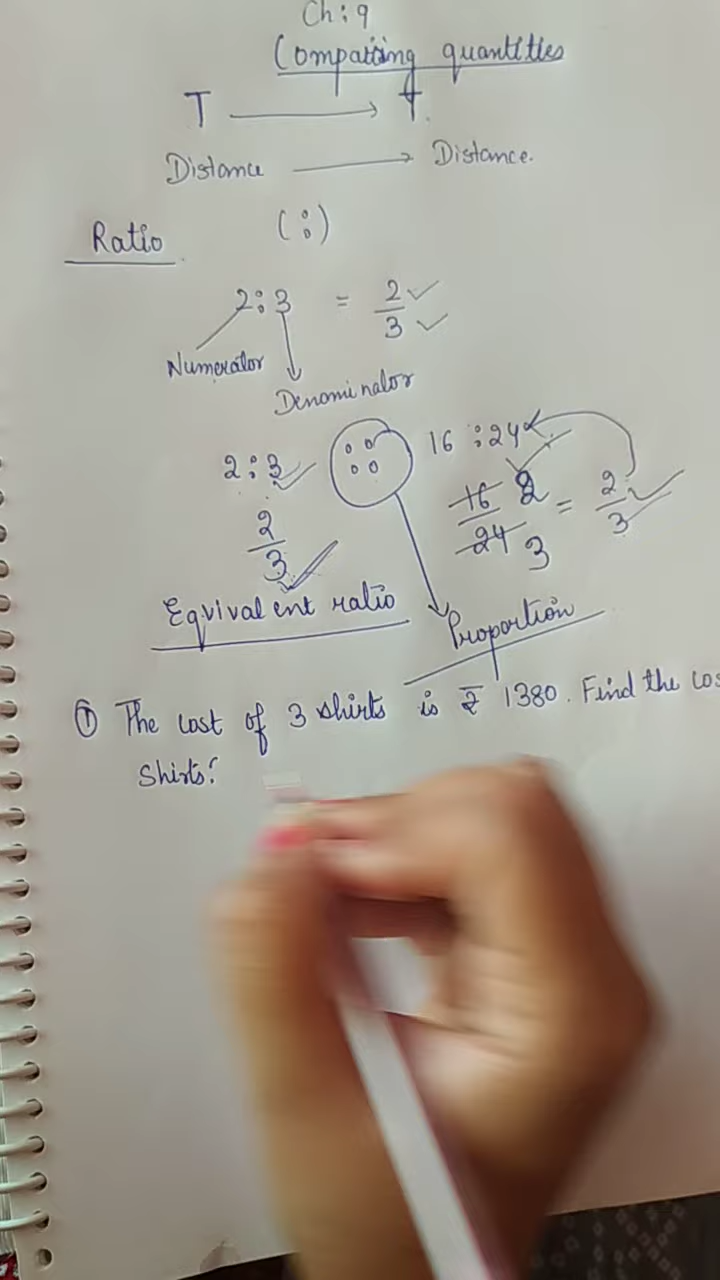 Ch:9
Comparing quantities
T → T.
Distance → Distance.
Ratio (:)
2:3 = 2/3
Numerator
Denominator
2:3 :: 16:24
2/3
16/24 2/3 = 2/3
Eqvivalent ratio
Proportion
① The cost of 3 shirts is ₹ 1380. Find the
shirts?